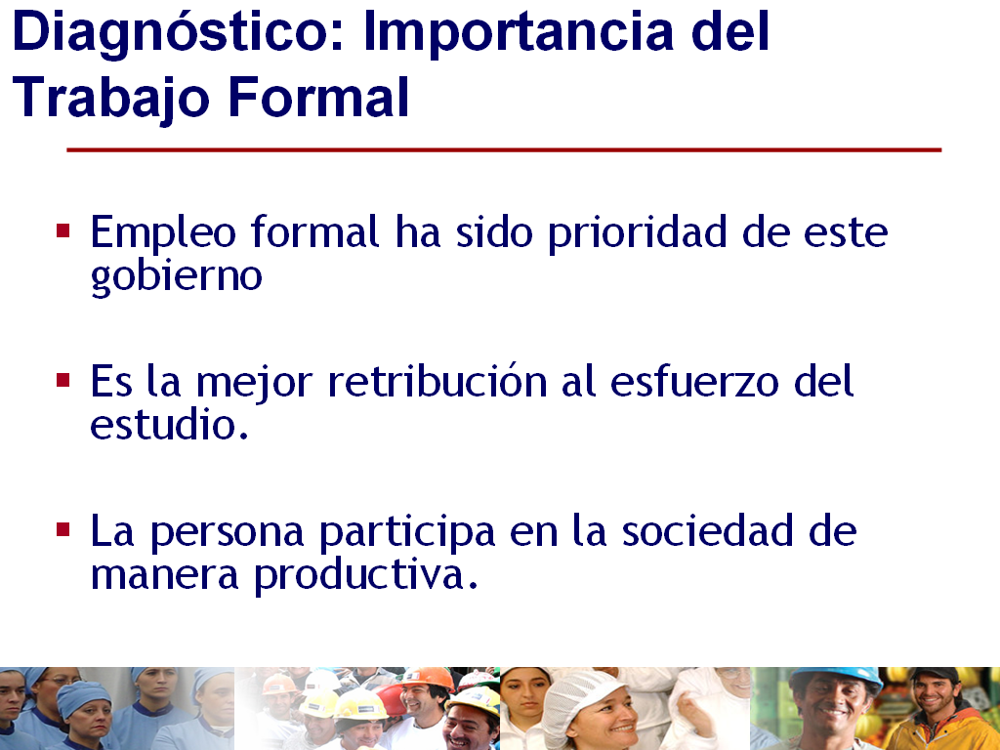 Diagnóstico: Importancia del
Trabajo Formal
Empleo formal ha sido prioridad de este
gobierno
Es la mejor retribución al esfuerzo del
estudio.
La persona participa en la sociedad de
manera productiva.